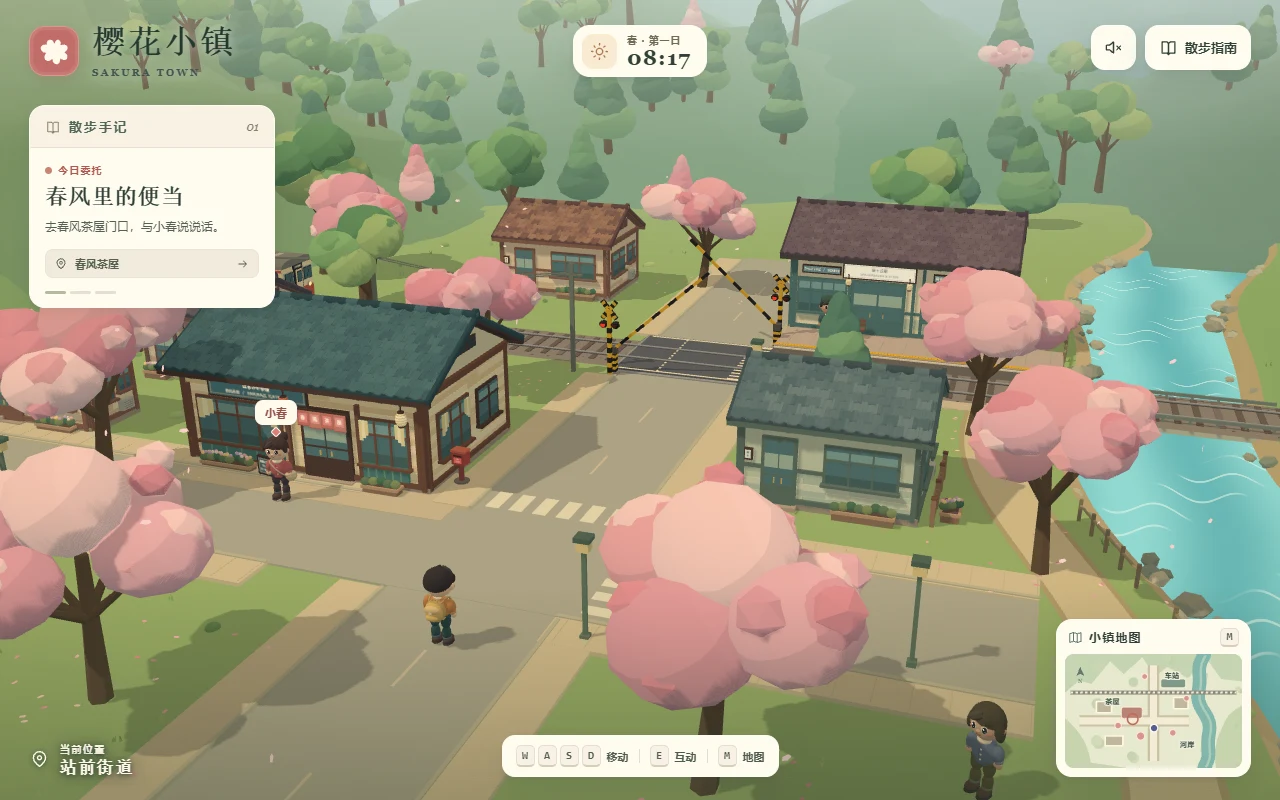 樱花小镇
SAKURA TOWN
春·第一日
08:17
散步指南
散步手记
01
今日委托
春风里的便当
去春风茶屋门口，与小春说说话。
春风茶屋
小春
小镇地图
M
车站
茶屋
河岸
当前位置
站前街道
W A S D 移动
E 互动
M 地图